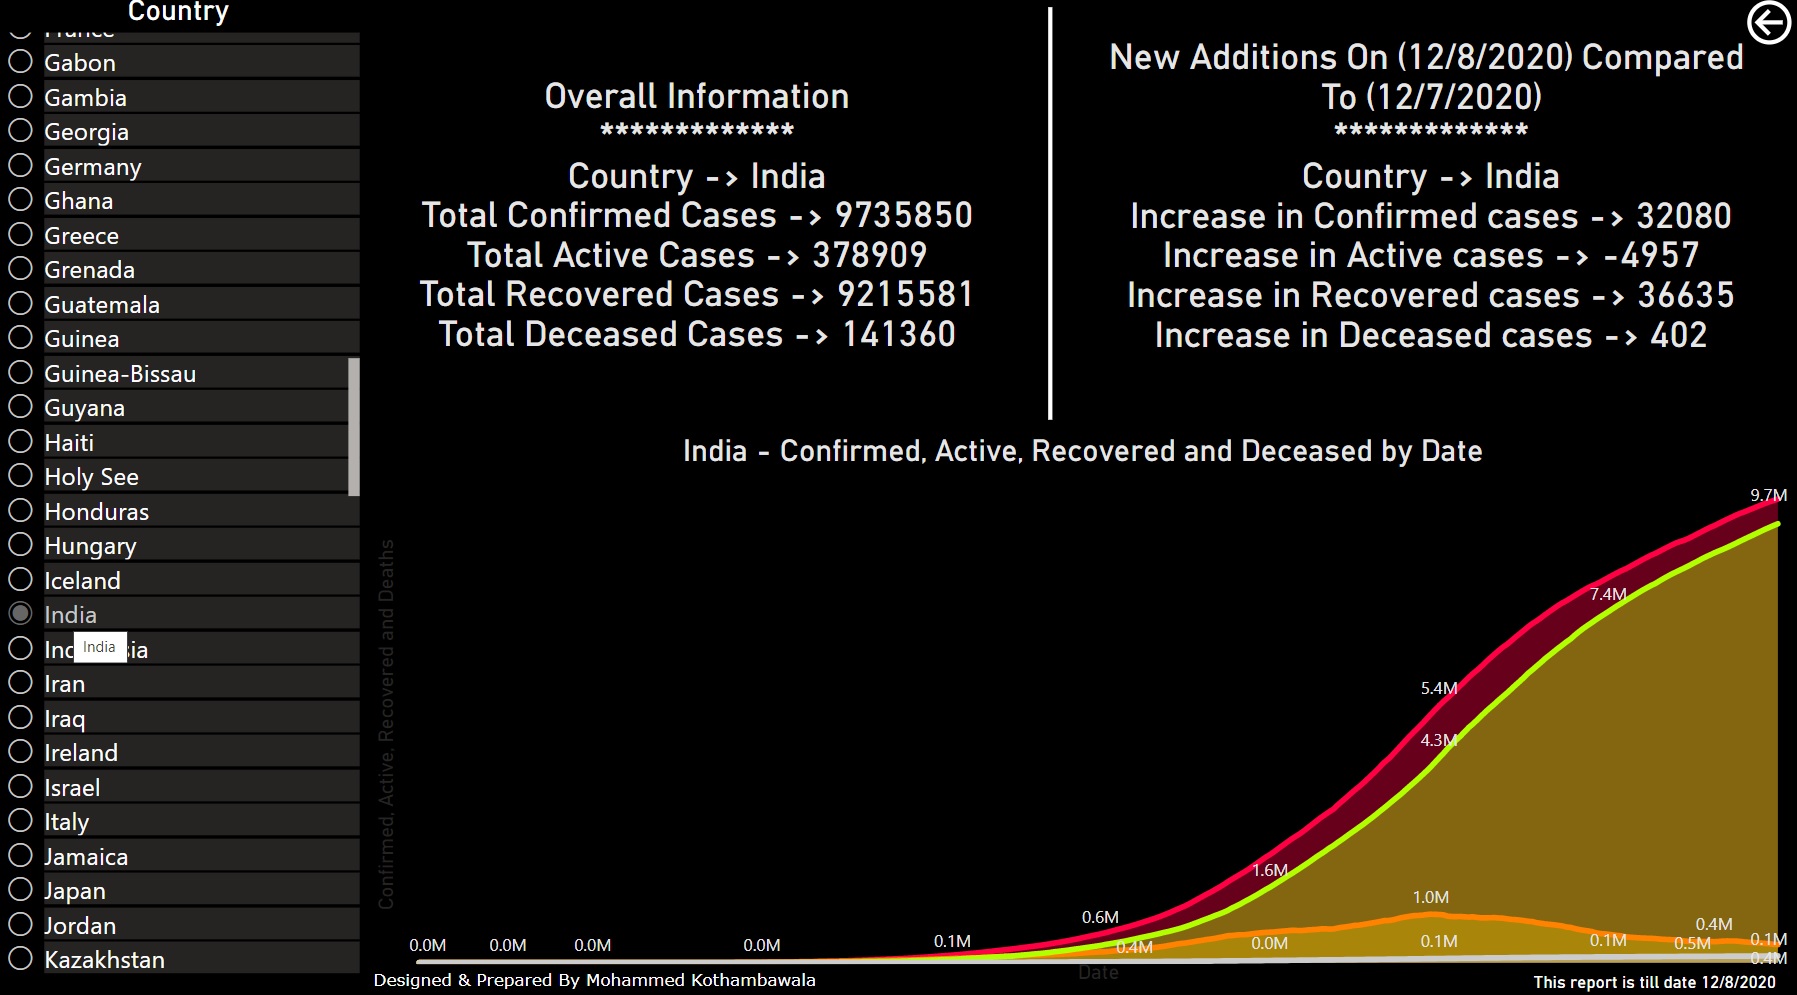 Country
France
Gabon
Gambia
Georgia
Germany
Ghana
Greece
Grenada
Guatemala
Guinea
Guinea-Bissau
Guyana
Haiti
Holy See
Honduras
Hungary
Iceland
India
India
Iran
Iraq
Ireland
Israel
Italy
Jamaica
Japan
Jordan
Kazakhstan
Overall Information
*************
Country -> India
Total Confirmed Cases -> 9735850
Total Active Cases -> 378909
Total Recovered Cases -> 9215581
Total Deceased Cases -> 141360
New Additions On (12/8/2020) Compared
To (12/7/2020)
*************
Country -> India
Increase in Confirmed cases -> 32080
Increase in Active cases -> -4957
Increase in Recovered cases -> 36635
Increase in Deceased cases -> 402
India - Confirmed, Active, Recovered and Deceased by Date
Confirmed, Active, Recovered and Deaths
9.7M
7.4M
5.4M
4.3M
1.6M
1.0M
0.6M
0.4M
0.0M 0.0M 0.0M 0.0M 0.1M 0.4M 0.0M 0.1M 0.1M 0.5M 0.1M
0.4M
Date
Designed & Prepared By Mohammed Kothambawala
This report is till date 12/8/2020